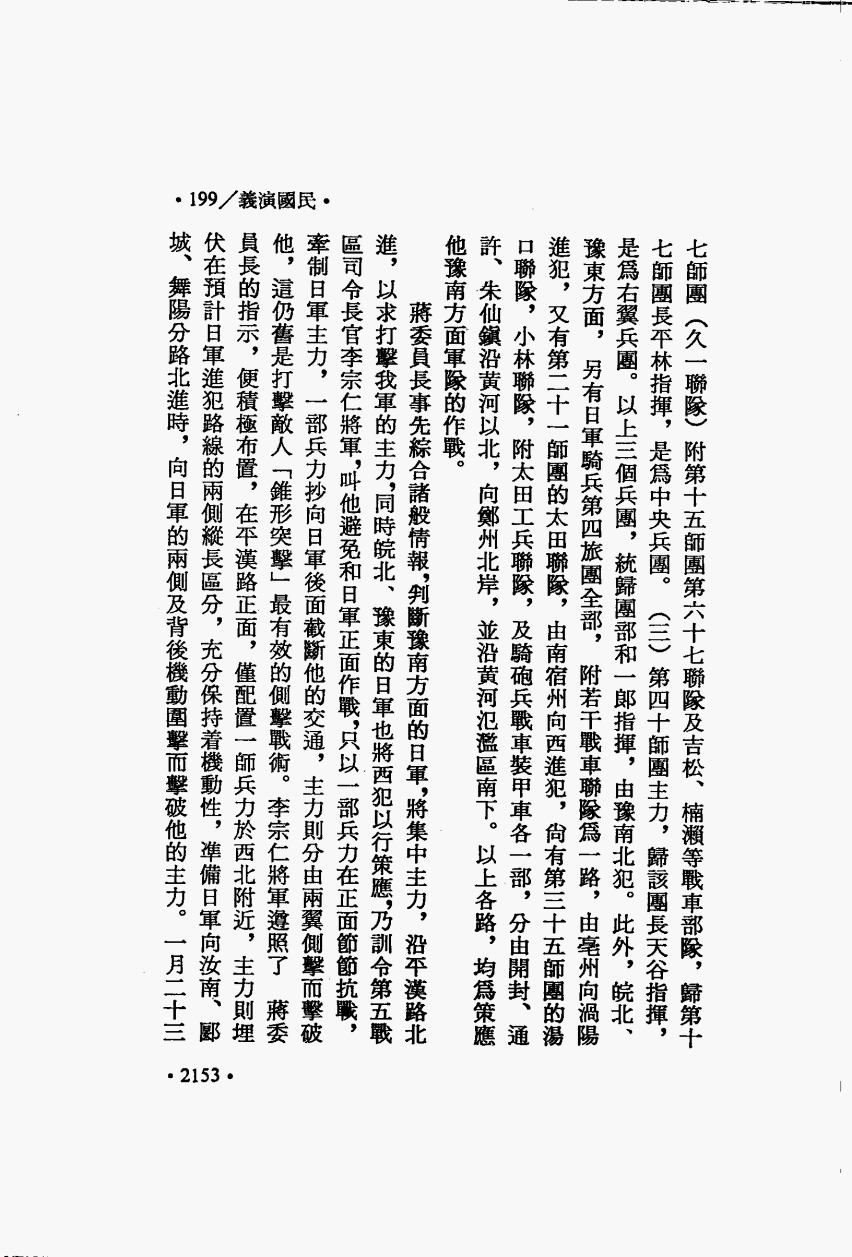 •199／義演國民•
七師團（久一聯隊）附第十五師團第六十七聯隊及吉松、楠瀨等戰車部隊，歸第十
七師團長平林指揮，是爲中央兵團。（三）第四十師團主力，歸該團長天谷指揮，
是爲右翼兵團。以上三個兵團，統歸團部和一郞指揮，由豫南北犯。此外，皖北、
豫東方面，另有日軍騎兵第四旅團全部，附若干戰車聯隊爲一路，由亳州向渦陽
進犯，又有第二十一師團的太田聯隊，由南宿州向西進犯，尙有第三十五師團的湯
口聯隊，小林聯隊，附太田工兵聯隊，及騎砲兵戰車裝甲車各一部，分由開封、通
許、朱仙鎭沿黄河以北，向鄭州北岸，並沿黄河氾濫區南下。以上各路，均爲策應
他豫南方面軍隊的作戰。
蔣委員長事先綜合諸般情報，判斷豫南方面的日軍，將集中主力，沿平漢路北
進，以求打擊我軍的主力，同時皖北、豫東的日軍也將西犯以行策應，乃訓令第五戰
區司令長官李宗仁將軍，叫他避免和日軍正面作戰，只以一部兵力在正面節節抗戰，
牽制日軍主力，一部兵力抄向日軍後面截斷他的交通，主力則分由兩翼側擊而擊破
他，這仍舊是打擊敵人「錐形突擊」最有效的側擊戰術。李宗仁將軍遵照了　蔣委
員長的指示，便積極布置，在平漢路正面，僅配置一師兵力於西北附近，主力則埋
伏在預計日軍進犯路線的兩側縱長區分，充分保持着機動性，準備日軍向汝南、郾
城、舞陽分路北進時，向日軍的兩側及背後機動圍擊而擊破他的主力。一月二十三
•2153•